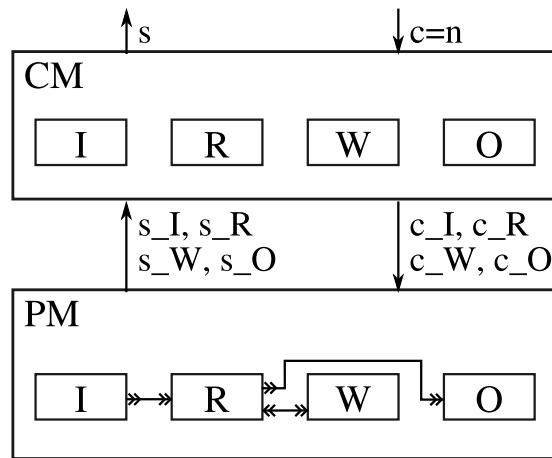 s
c=n
CM
I
R
W
O
s_I, s_R
s_W, s_O
c_I, c_R
c_W, c_O
PM
I
R
W
O